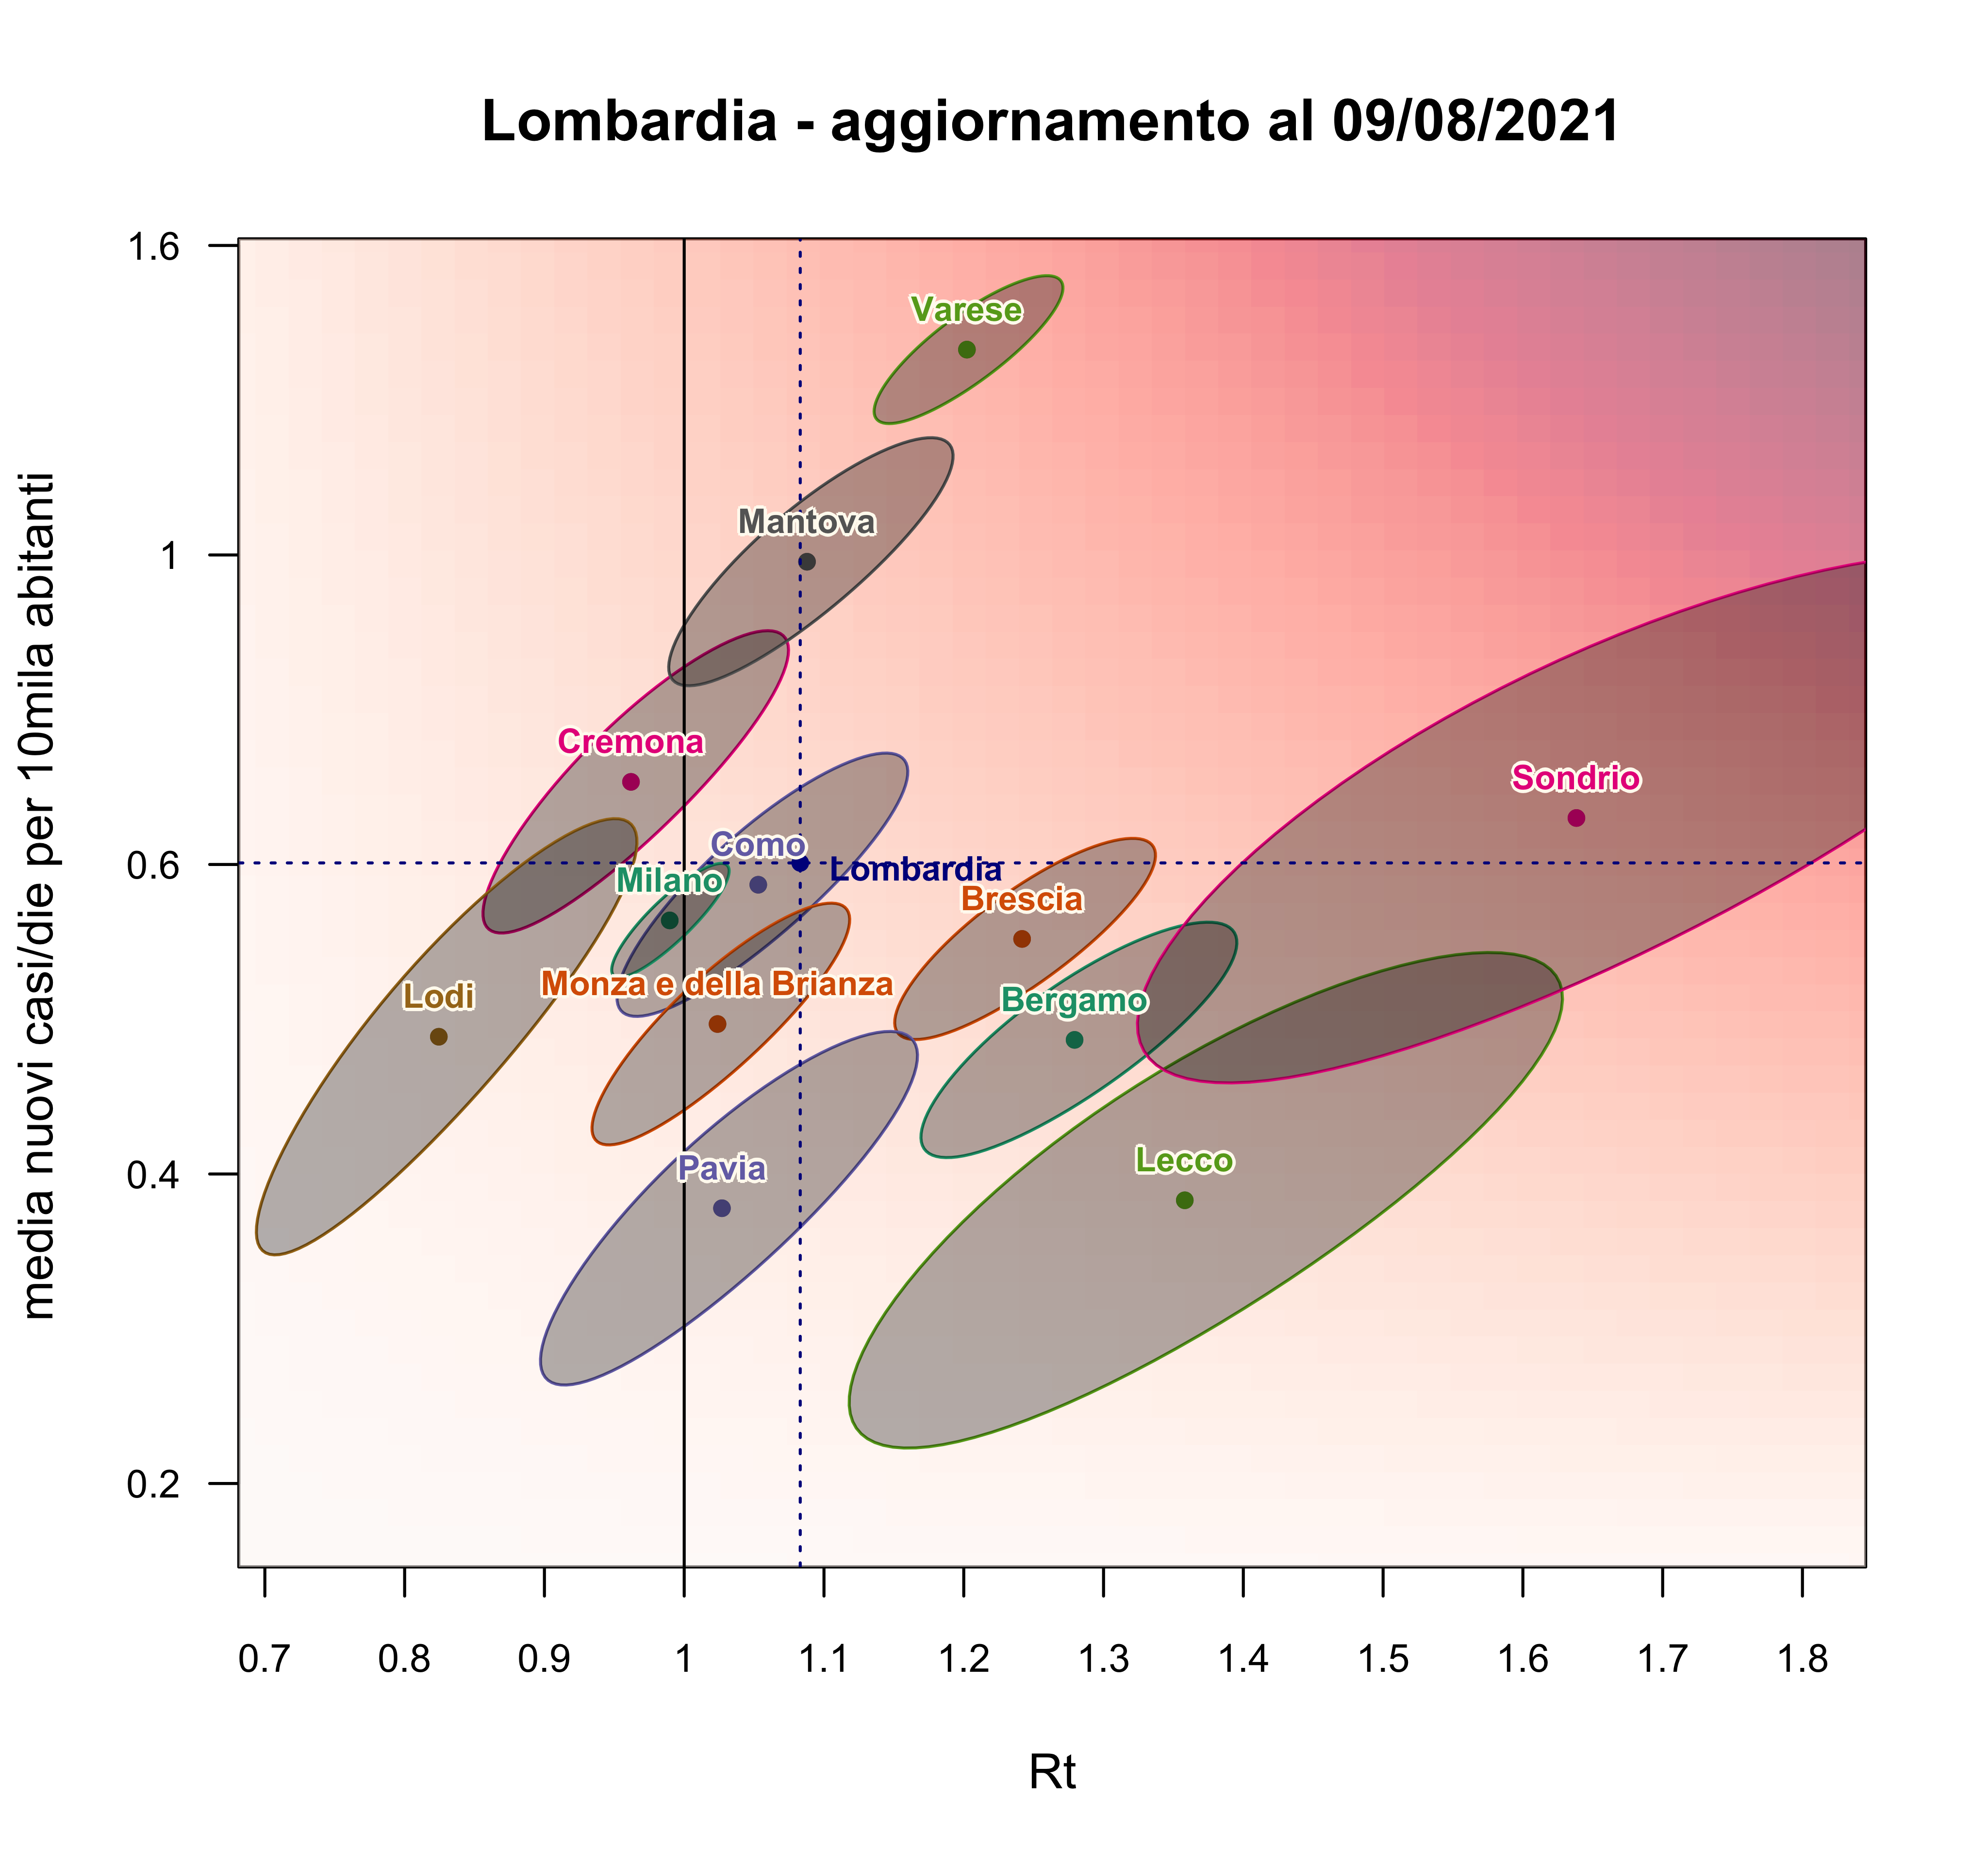 Lombardia - aggiornamento al 09/08/2021
media nuovi casi/die per 10mila abitanti
1.6
1
0.6
0.4
0.2
Varese
Mantova
Cremona
Sondrio
Como
Lombardia
Milano
Brescia
Monza e della Brianza
Lodi
Bergamo
Pavia
Lecco
0.7 0.8 0.9 1 1.1 1.2 1.3 1.4 1.5 1.6 1.7 1.8
Rt